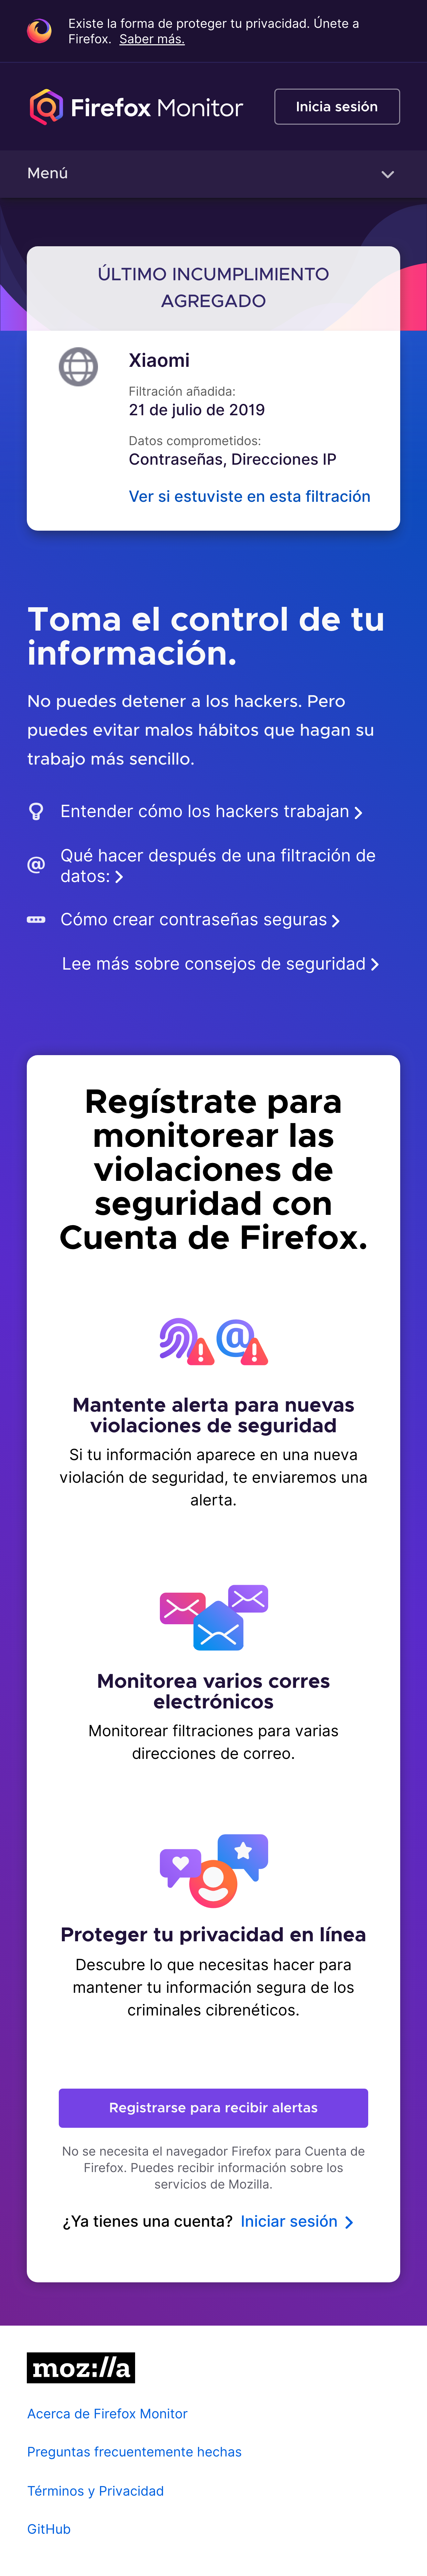 Existe la forma de proteger tu privacidad. Únete a
Firefox. Saber más.
Firefox Monitor
Inicia sesión
Menú
ÚLTIMO INCUMPLIMIENTO
AGREGADO
Xiaomi
Filtración añadida:
21 de julio de 2019
Datos comprometidos:
Contraseñas, Direcciones IP
Ver si estuviste en esta filtración
Toma el control de tu
información.
No puedes detener a los hackers. Pero
puedes evitar malos hábitos que hagan su
trabajo más sencillo.
Entender cómo los hackers trabajan
Qué hacer después de una filtración de
datos:
Cómo crear contraseñas seguras
Lee más sobre consejos de seguridad
Regístrate para
monitorear las
violaciones de
seguridad con
Cuenta de Firefox.
Mantente alerta para nuevas
violaciones de seguridad
Si tu información aparece en una nueva
violación de seguridad, te enviaremos una
alerta.
Monitorea varios corres
electrónicos
Monitorear filtraciones para varias
direcciones de correo.
Proteger tu privacidad en línea
Descubre lo que necesitas hacer para
mantener tu información segura de los
criminales cibrenéticos.
Registrarse para recibir alertas
No se necesita el navegador Firefox para Cuenta de
Firefox. Puedes recibir información sobre los
servicios de Mozilla.
¿Ya tienes una cuenta? Iniciar sesión
moz://a
Acerca de Firefox Monitor
Preguntas frecuentemente hechas
Términos y Privacidad
GitHub